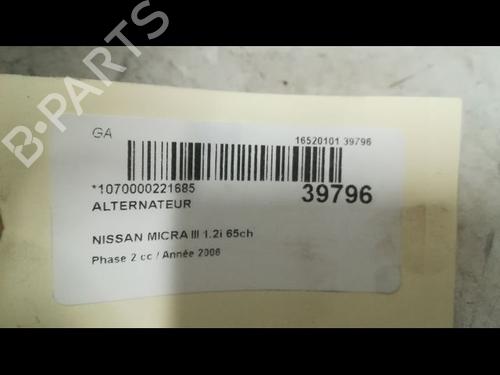 B-PARTS
GA
16520101 39796
*1070000221685
39796
ALTERNATEUR
NISSAN MICRA III 1.2i 65ch
Phase 2 cc / Année 2006